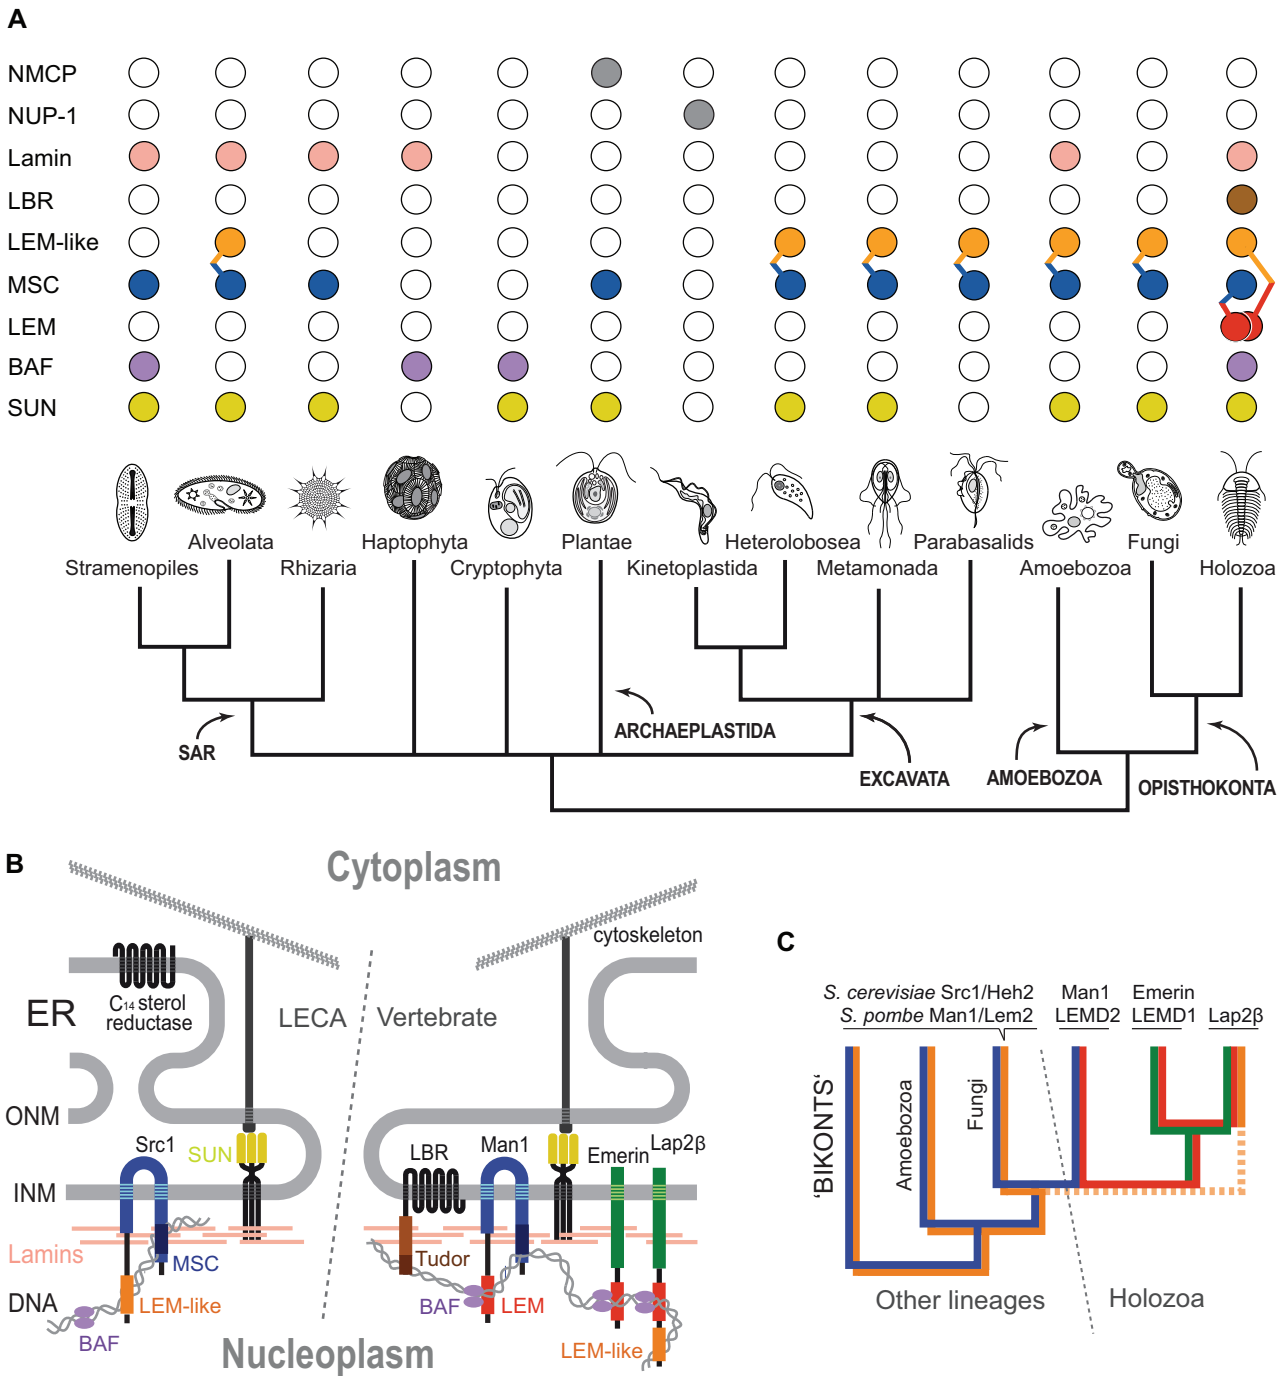 A
NMCP
NUP-1
Lamin
LBR
LEM-like
MSC
LEM
BAF
SUN
Alveolata
Haptophyta
Plantae
Heterolobosea
Parabasalids
Fungi
Stramenopiles
Rhizaria
Cryptophyta
Kinetoplastida
Metamonada
Amoebozoa
Holozoa
SAR
ARCHAEPLASTIDA
EXCAVATA
AMOEBOZOA
OPISTHOKONTA
B
Cytoplasm
cytoskeleton
ER
C14 sterol
reductase
LECA
Vertebrate
ONM
Src1
SUN
LBR
Man1
Emerin
Lap2β
INM
Lamins
MSC
Tudor
DNA
LEM-like
BAF
BAF
LEM
LEM-like
Nucleoplasm
C
S. cerevisiae Src1/Heh2
S. pombe Man1/Lem2
Man1
LEMD2
Emerin
LEMD1
Lap2β
'BIKONTS'
Amoebozoa
Fungi
Other lineages
Holozoa